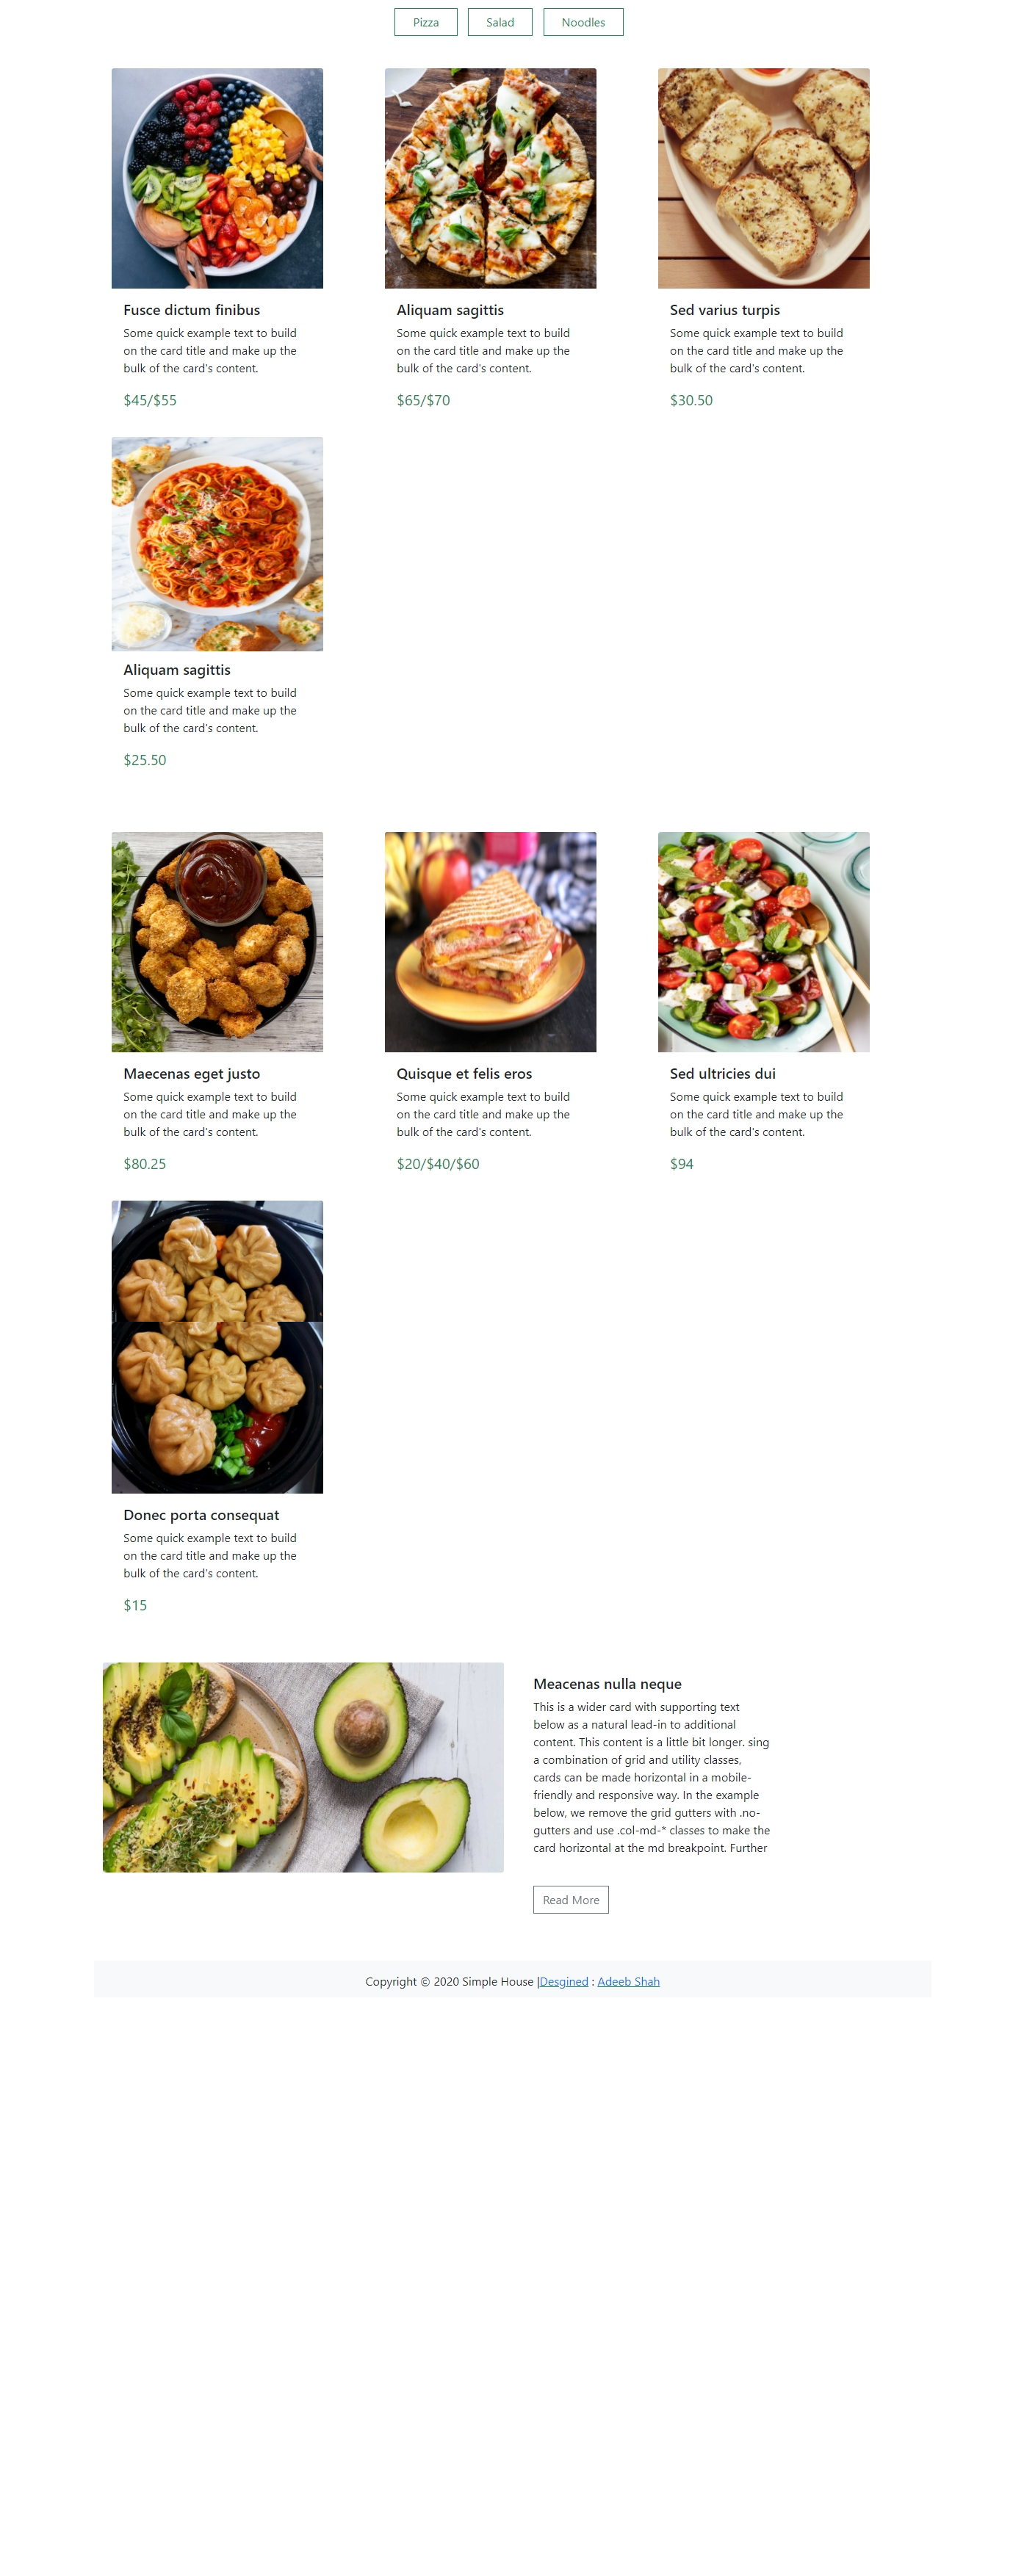 Pizza Salad Noodles
Fusce dictum finibus
Some quick example text to build
on the card title and make up the
bulk of the card's content.
$45/$55
Aliquam sagittis
Some quick example text to build
on the card title and make up the
bulk of the card's content.
$65/$70
Sed varius turpis
Some quick example text to build
on the card title and make up the
bulk of the card's content.
$30.50
Aliquam sagittis
Some quick example text to build
on the card title and make up the
bulk of the card's content.
$25.50
Maecenas eget justo
Some quick example text to build
on the card title and make up the
bulk of the card's content.
$80.25
Quisque et felis eros
Some quick example text to build
on the card title and make up the
bulk of the card's content.
$20/$40/$60
Sed ultricies dui
Some quick example text to build
on the card title and make up the
bulk of the card's content.
$94
Donec porta consequat
Some quick example text to build
on the card title and make up the
bulk of the card's content.
$15
Meacenas nulla neque
This is a wider card with supporting text
below as a natural lead-in to additional
content. This content is a little bit longer. sing
a combination of grid and utility classes,
cards can be made horizontal in a mobile-
friendly and responsive way. In the example
below, we remove the grid gutters with .no-
gutters and use .col-md-* classes to make the
card horizontal at the md breakpoint. Further
Read More
Copyright © 2020 Simple House |Desgined : Adeeb Shah